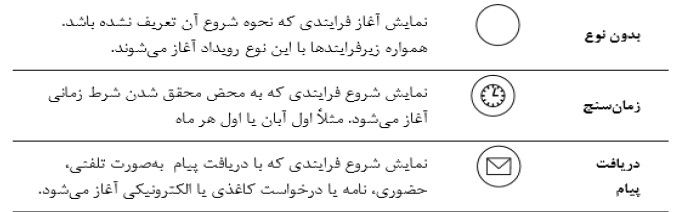 بدون نوع
نمایش آغاز فرایندی که نحوه شروع آن تعریف نشده باشد.
همواره زیرفرایندها با این نوع رویداد آغاز می‌شوند.
زمان‌سنج
نمایش شروع فرایندی که به محض محقق شدن شرط زمانی
آغاز می‌شود. مثلاً اول آبان یا اول هر ماه
دریافت
پیام
نمایش شروع فرایندی که با دریافت پیام به‌صورت تلفتی،
حضوری، نامه یا درخواست کاغذی یا الکترونیکی آغاز می‌شود.